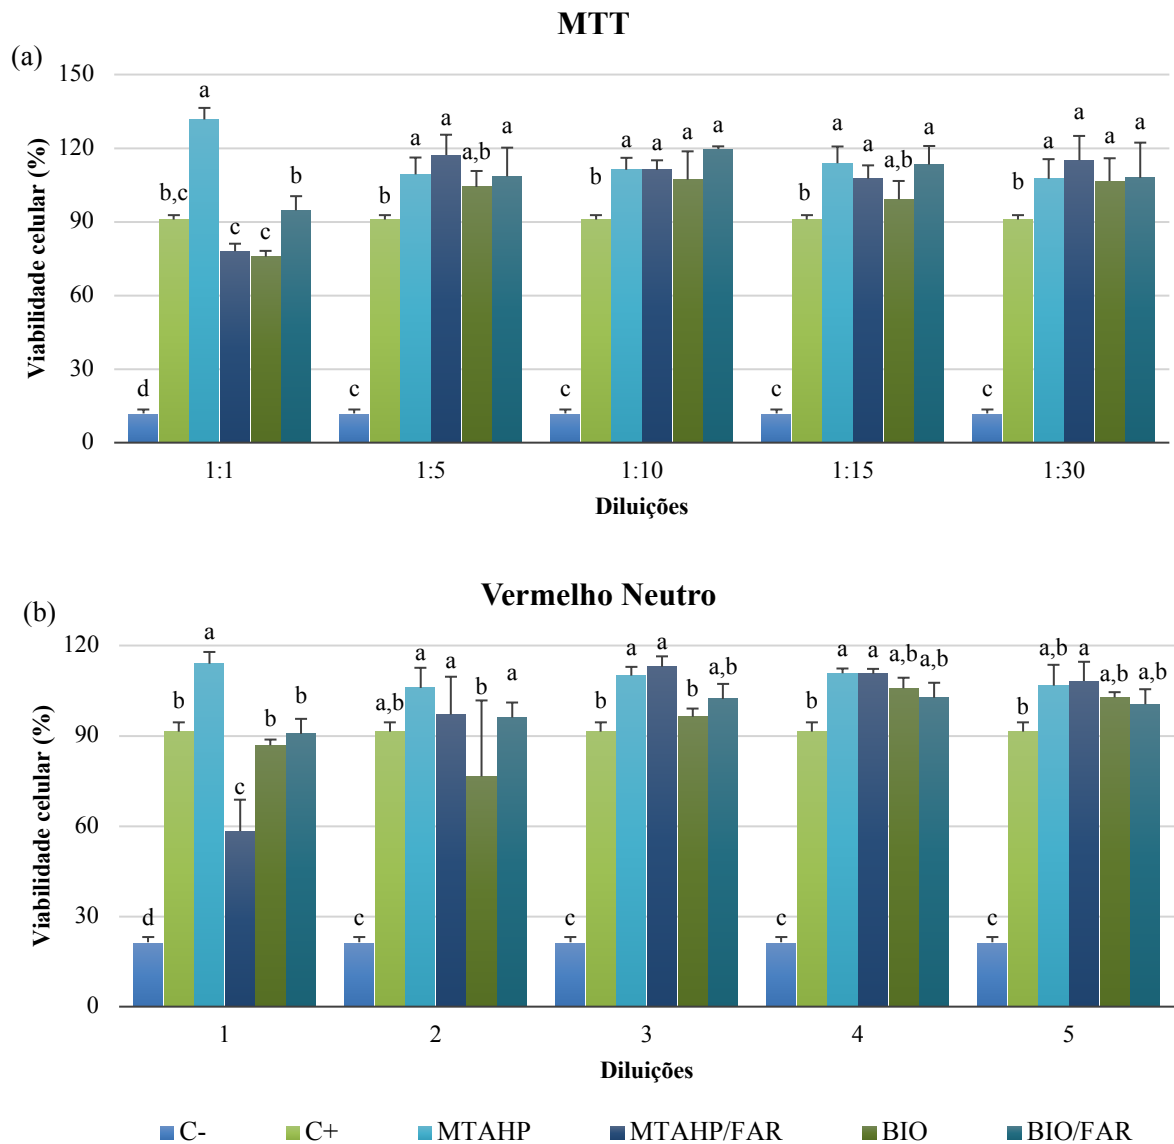 MTT
(a)
150
120
90
60
30
0
Viabilidade celular (%)
d b,c a c c b
c b a a a,b a
c b a a a a
c b a a a,b a
c b a a a a
1:1 1:5 1:10 1:15 1:30
Diluições
Vermelho Neutro
(b)
120
90
60
30
0
Viabilidade celular (%)
d b a c b b
c a,b a a b a
c b a a b a,b
c b a a a,b a,b
c b a,b a a,b a,b
1 2 3 4 5
Diluições
C- C+ MTAHP MTAHP/FAR BIO BIO/FAR